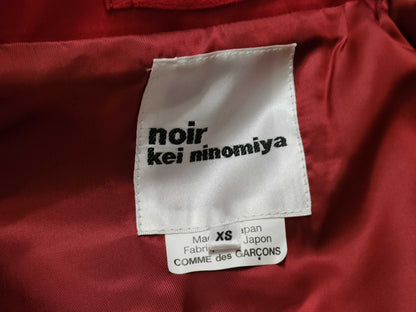 noir
kei ninomiya
XS
Ma apan
Fabri Japon
COMME des GARÇONS